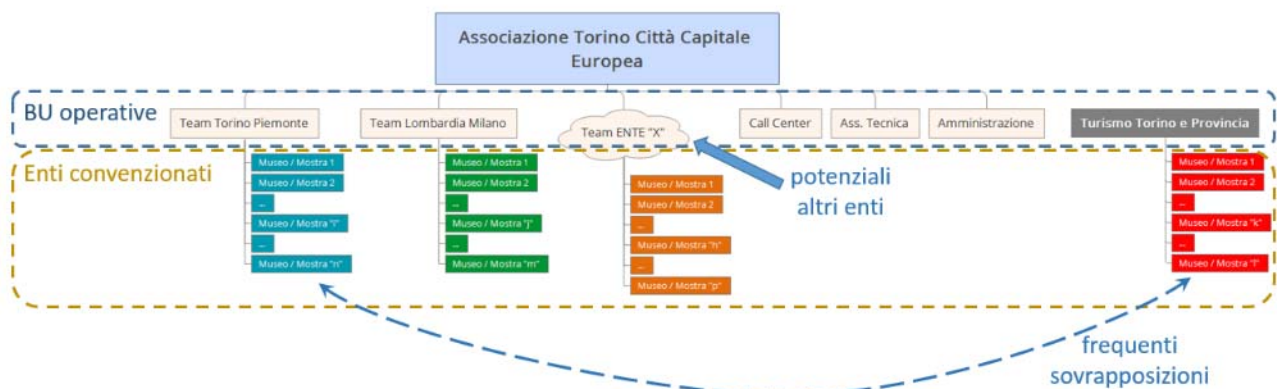 Associazione Torino Città Capitale
Europea
BU operative
Team Torino Piemonte
Team Lombardia Milano
Team ENTE "X"
Call Center
Ass. Tecnica
Amministrazione
Turismo Torino e Provincia
Enti convenzionati
Museo / Mostra 1
Museo / Mostra 2
...
Museo / Mostra "i"
...
Museo / Mostra "n"
Museo / Mostra 1
Museo / Mostra 2
...
Museo / Mostra "j"
...
Museo / Mostra "m"
Museo / Mostra 1
Museo / Mostra 2
...
Museo / Mostra "h"
...
Museo / Mostra "p"
potenziali
altri enti
Museo / Mostra 1
Museo / Mostra 2
...
Museo / Mostra "k"
...
Museo / Mostra "l"
frequenti
sovrapposizioni